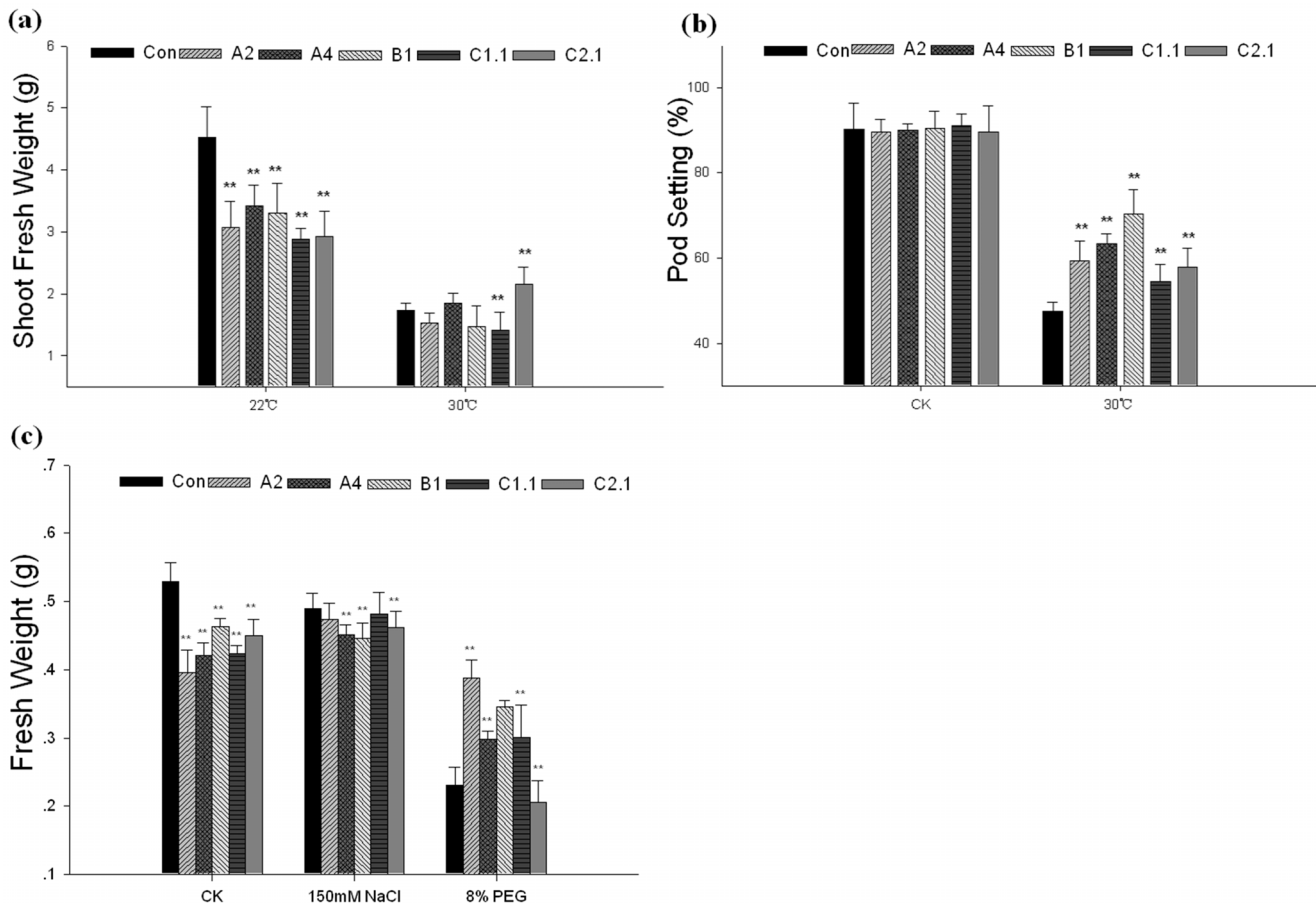 (a)
Shoot Fresh Weight (g)
6
5
4
3
2
1
Con A2 A4 B1 C1.1 C2.1
** ** ** ** **
** **
22℃ 30℃
(b)
Pod Setting (%)
100
80
60
40
Con A2 A4 B1 C1.1 C2.1
** ** ** ** **
CK 30℃
(c)
Fresh Weight (g)
.7
.6
.5
.4
.3
.2
.1
Con A2 A4 B1 C1.1 C2.1
** ** ** ** **
** ** **
** ** ** **
CK 150mM NaCl 8% PEG